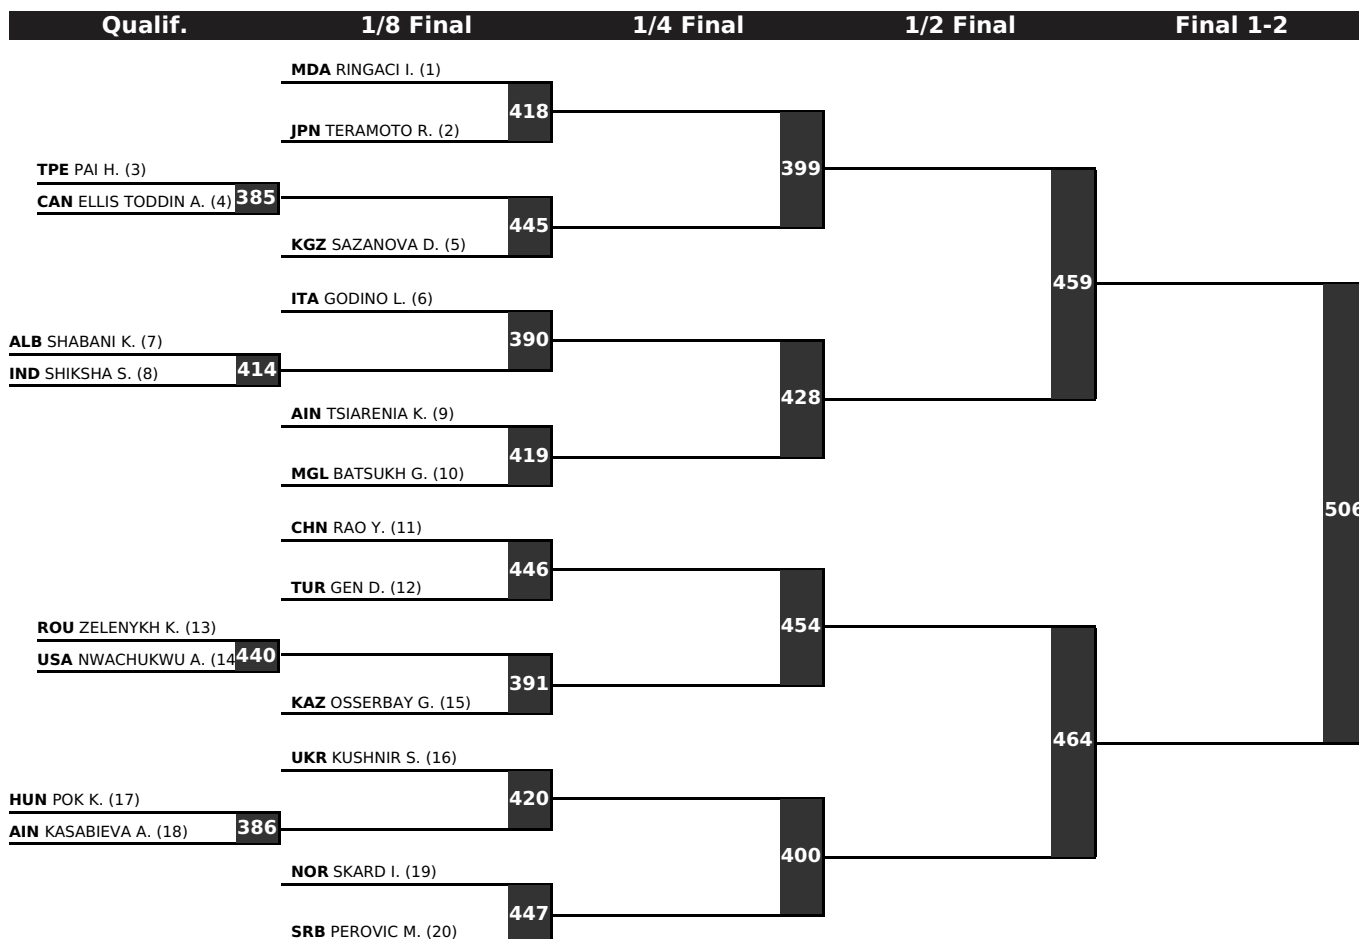 Qualif. 1/8 Final 1/4 Final 1/2 Final Final 1-2
MDA RINGACI I. (1)
418
JPN TERAMOTO R. (2)
TPE PAI H. (3)
399
CAN ELLIS TODDIN A. (4) 385
445
KGZ SAZANOVA D. (5)
459
ITA GODINO L. (6)
390
ALB SHABANI K. (7)
IND SHIKSHA S. (8) 414
428
AIN TSIARENIA K. (9)
419
MGL BATSUKH G. (10)
506
CHN RAO Y. (11)
446
TUR GEN D. (12)
454
ROU ZELENYKH K. (13)
USA NWACHUKWU A. (14 440
391
KAZ OSSERBAY G. (15)
464
UKR KUSHNIR S. (16)
420
HUN POK K. (17)
AIN KASABIEVA A. (18) 386
400
NOR SKARD I. (19)
447
SRB PEROVIC M. (20)